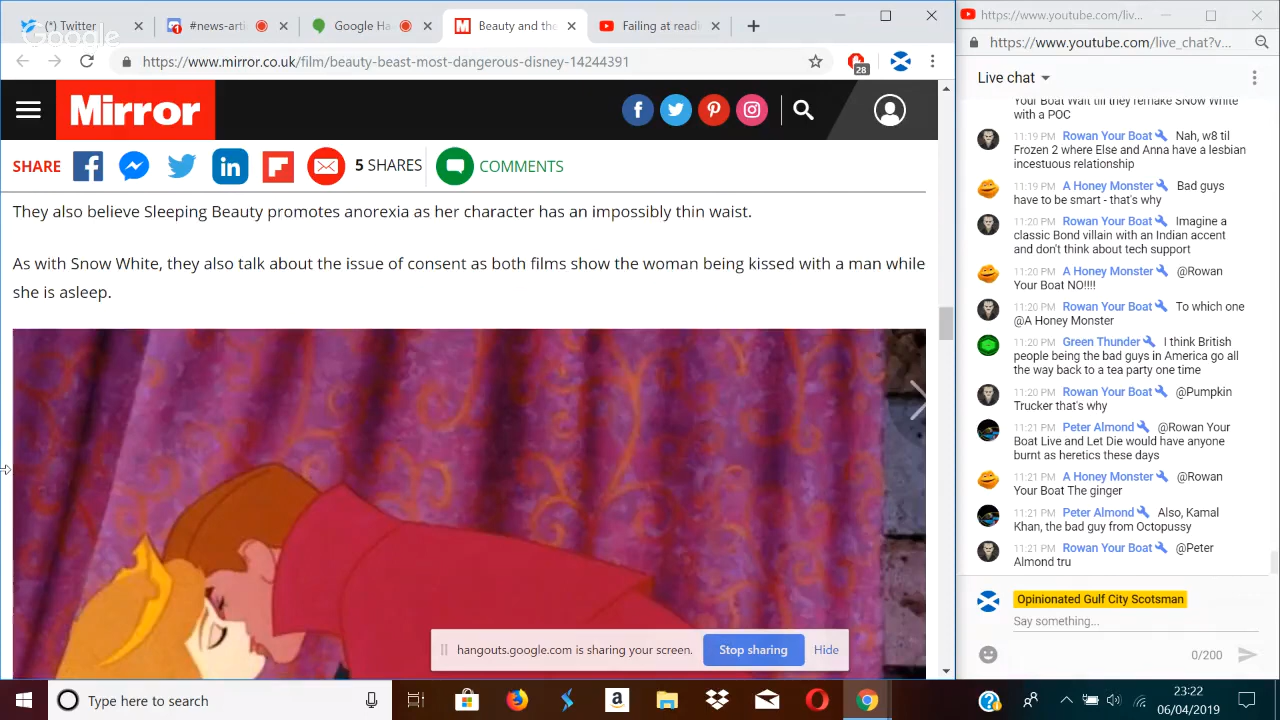 (*) Twitter
#news-arti
Google Ha
Beauty and the
Failing at readi
Google
https://www.mirror.co.uk/film/beauty-beast-most-dangerous-disney-14244391
28
Mirror
SHARE
5 SHARES
COMMENTS
They also believe Sleeping Beauty promotes anorexia as her character has an impossibly thin waist.
As with Snow White, they also talk about the issue of consent as both films show the woman being kissed with a man while
she is asleep.
hangouts.google.com is sharing your screen.
Stop sharing
Hide
https://www.youtube.com/liv...
https://www.youtube.com/live_chat?v...
Live chat
Your Boat Wait till they remake Snow White
with a POC
11:19 PM Rowan Your Boat Nah, w8 til
Frozen 2 where Else and Anna have a lesbian
incestuous relationship
11:19 PM A Honey Monster Bad guys
have to be smart - that's why
11:20 PM Rowan Your Boat Imagine a
classic Bond villain with an Indian accent
and don't think about tech support
11:20 PM A Honey Monster @Rowan
Your Boat NO!!!!
11:20 PM Rowan Your Boat To which one
@A Honey Monster
11:20 PM Green Thunder I think British
people being the bad guys in America go all
the way back to a tea party one time
11:20 PM Rowan Your Boat @Pumpkin
Trucker that's why
11:21 PM Peter Almond @Rowan Your
Boat Live and Let Die would have anyone
burnt as heretics these days
11:21 PM A Honey Monster @Rowan
Your Boat The ginger
11:21 PM Peter Almond Also, Kamal
Khan, the bad guy from Octopussy
11:21 PM Rowan Your Boat @Peter
Almond tru
Opinionated Gulf City Scotsman
Say something...
0/200
Type here to search
23:22
06/04/2019